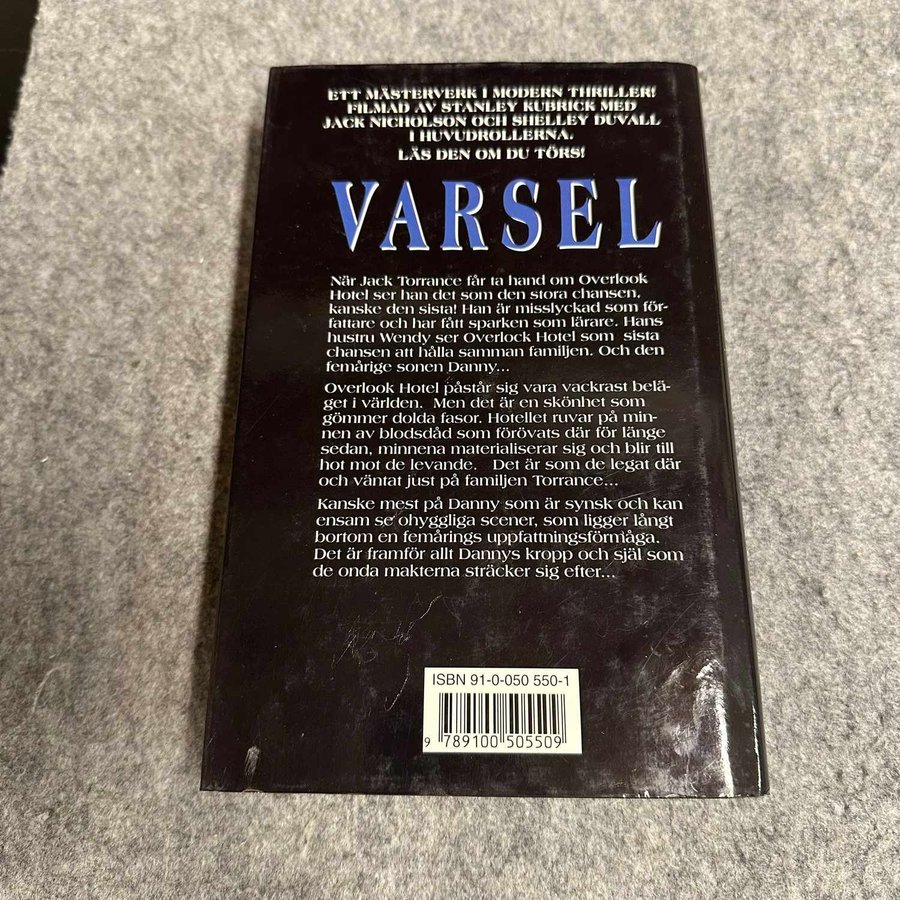 ETT MÄSTERVERK I MODERN THRILLER!
FILMAD AV STANLEY KUBRICK MED
JACK NICHOLSON OCH SHELLEY DUVALL
I HUVUDROLLERNA.
LÄS DEN OM DU TÖRS!
VARSEL
När Jack Torrance får ta hand om Overlook
Hotel ser han det som den stora chansen,
kanske den sista! Han är misslyckad som för-
fattare och har fått sparken som lärare. Hans
hustru Wendy ser Overlock Hotel som sista
chansen att hålla samman familjen. Och den
femårige sonen Danny...
Overlook Hotel påstår sig vara vackrast belä-
get i världen. Men det är en skönhet som
gömmer dolda fasor. Hotellet ruvar på min-
nen av blodsdåd som förövats där för länge
sedan, minnena materialiserar sig och blir till
hot mot de levande. Det är som de legat där
och väntat just på familjen Torrance...
Kanske mest på Danny som är synsk och kan
ensam se ohyggliga scener, som ligger långt
bortom en femårings uppfattningsförmåga.
Det är framför allt Dannys kropp och själ som
de onda makterna sträcker sig efter...
ISBN 91-0-050 550-1
9 789100 505509